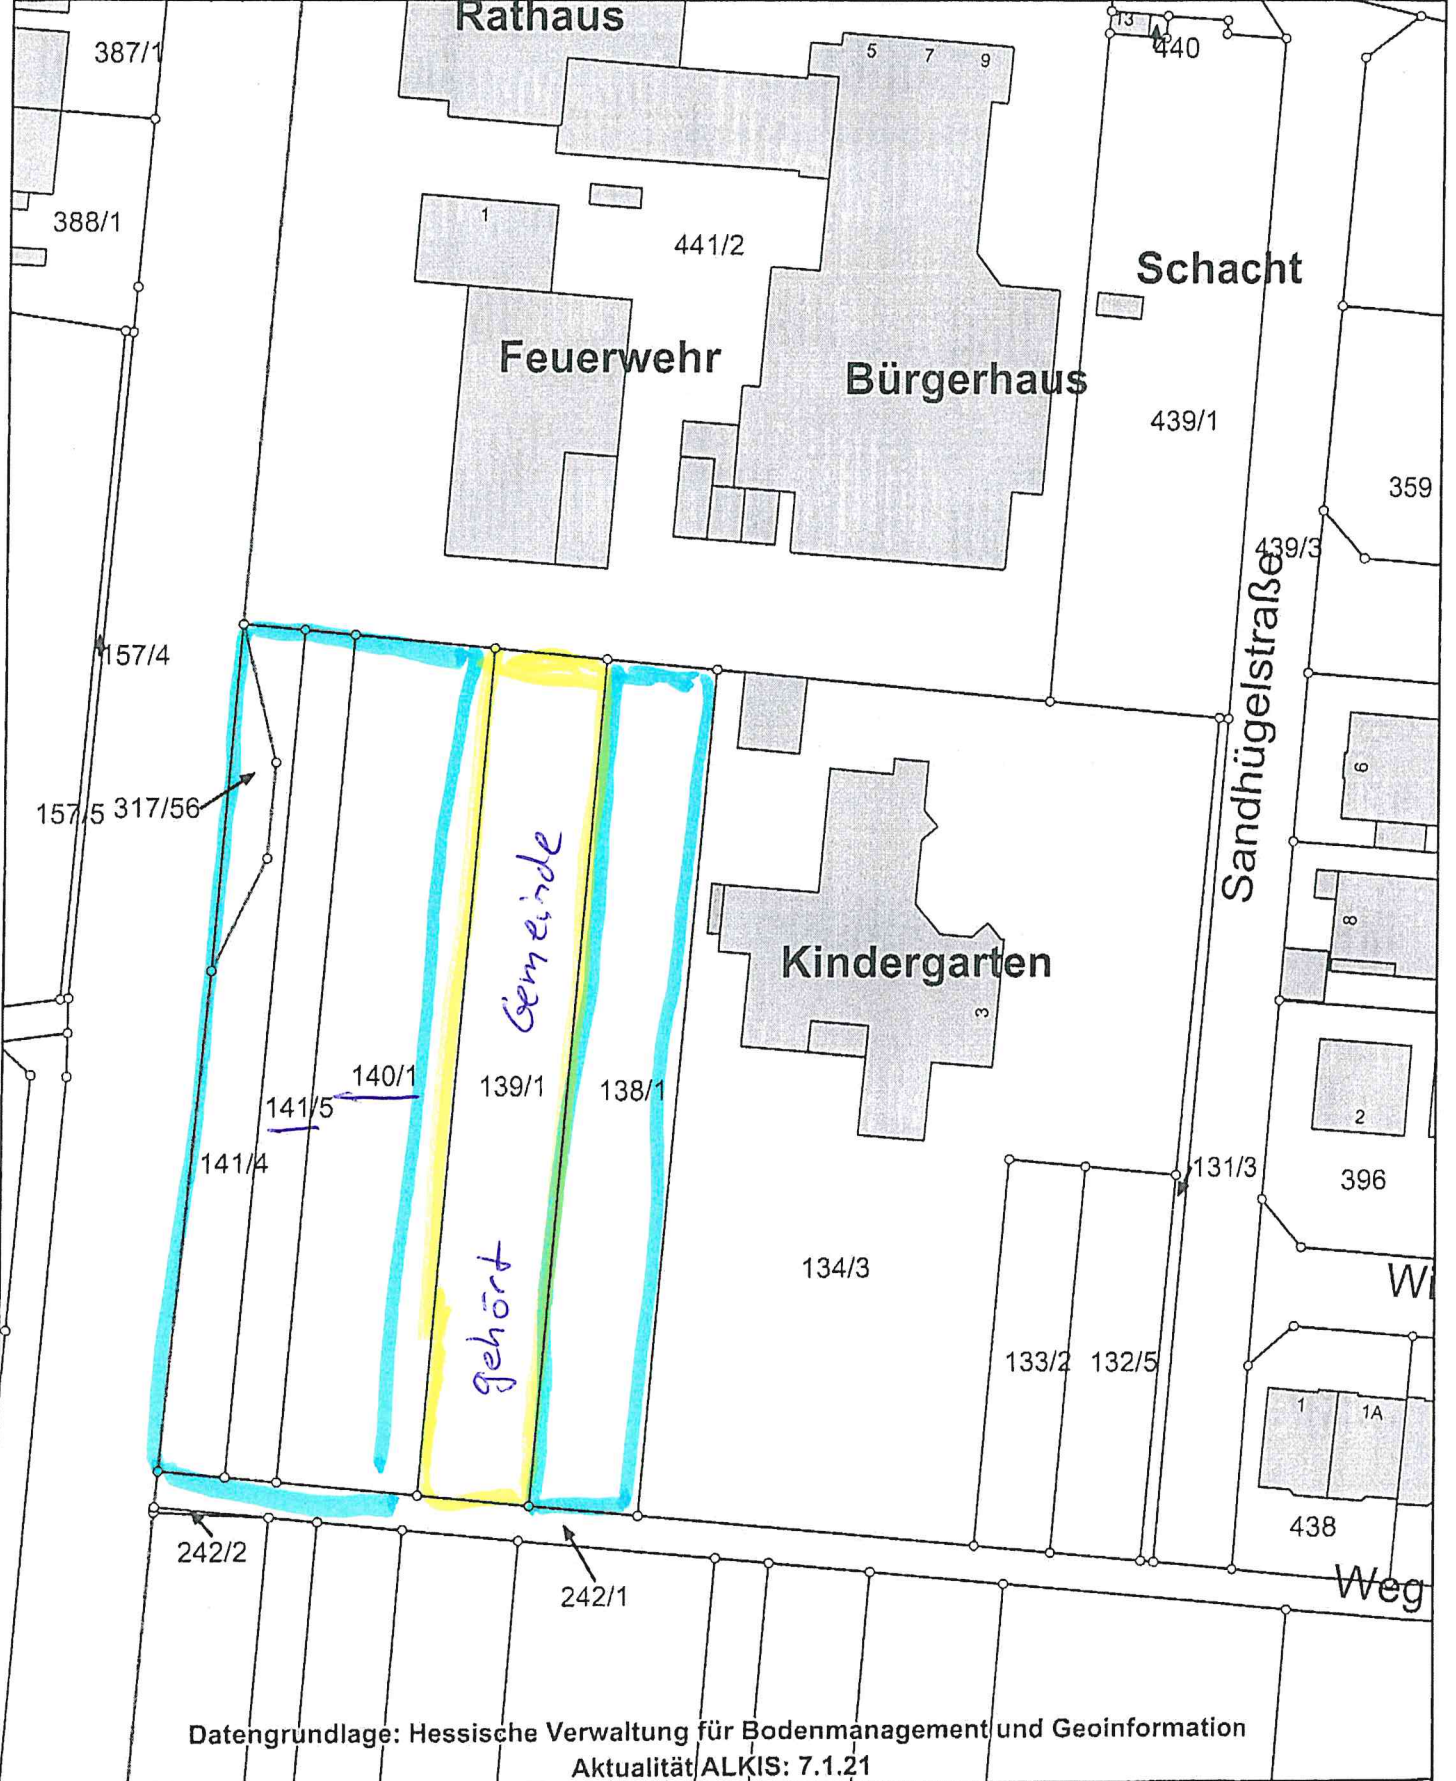 Rathaus
13
440
387/1
5
7
9
388/1
1
441/2
Schacht
Feuerwehr
Bürgerhaus
439/1
359
439/3
157/4
Sandhügelstraße
6
157/5
317/56
8
Gemeinde
Kindergarten
3
140/1
139/1
138/1
141/5
2
141/4
131/3
396
134/3
gehört
Wi
133/2
132/5
1
1A
438
242/2
242/1
Weg
Datengrundlage: Hessische Verwaltung für Bodenmanagement und Geoinformation
Aktualität ALKIS: 7.1.21